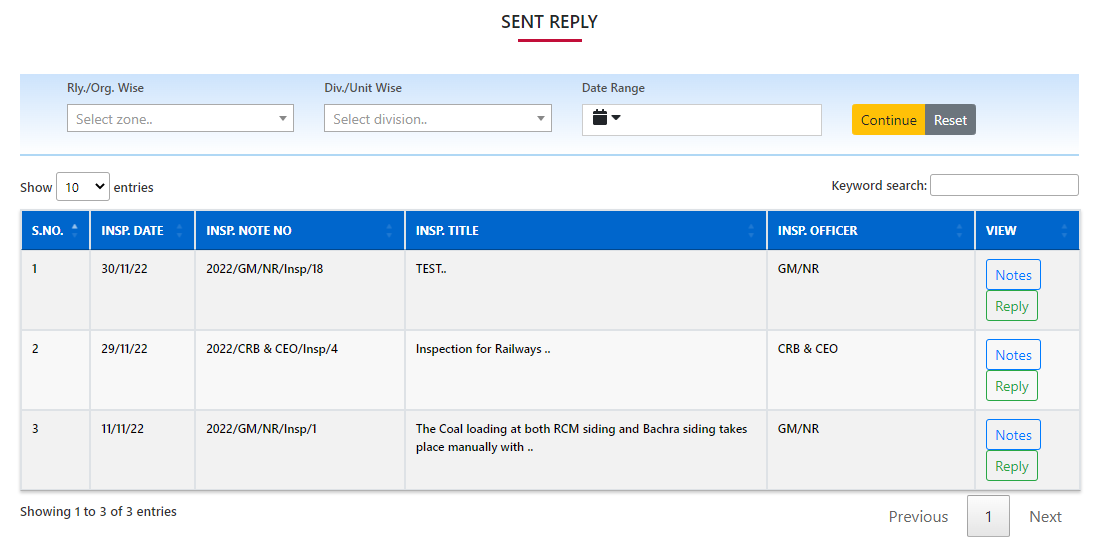 SENT REPLY
Rly./Org. Wise Div./Unit Wise Date Range
Select zone.. Select division.. Continue Reset
Show 10 entries Keyword search:
S.NO. INSP. DATE INSP. NOTE NO INSP. TITLE INSP. OFFICER VIEW
1 30/11/22 2022/GM/NR/Insp/18 TEST.. GM/NR Notes
Reply
2 29/11/22 2022/CRB & CEO/Insp/4 Inspection for Railways .. CRB & CEO Notes
Reply
3 11/11/22 2022/GM/NR/Insp/1 The Coal loading at both RCM siding and Bachra siding takes GM/NR Notes
place manually with ..
Reply
Showing 1 to 3 of 3 entries
Previous 1 Next